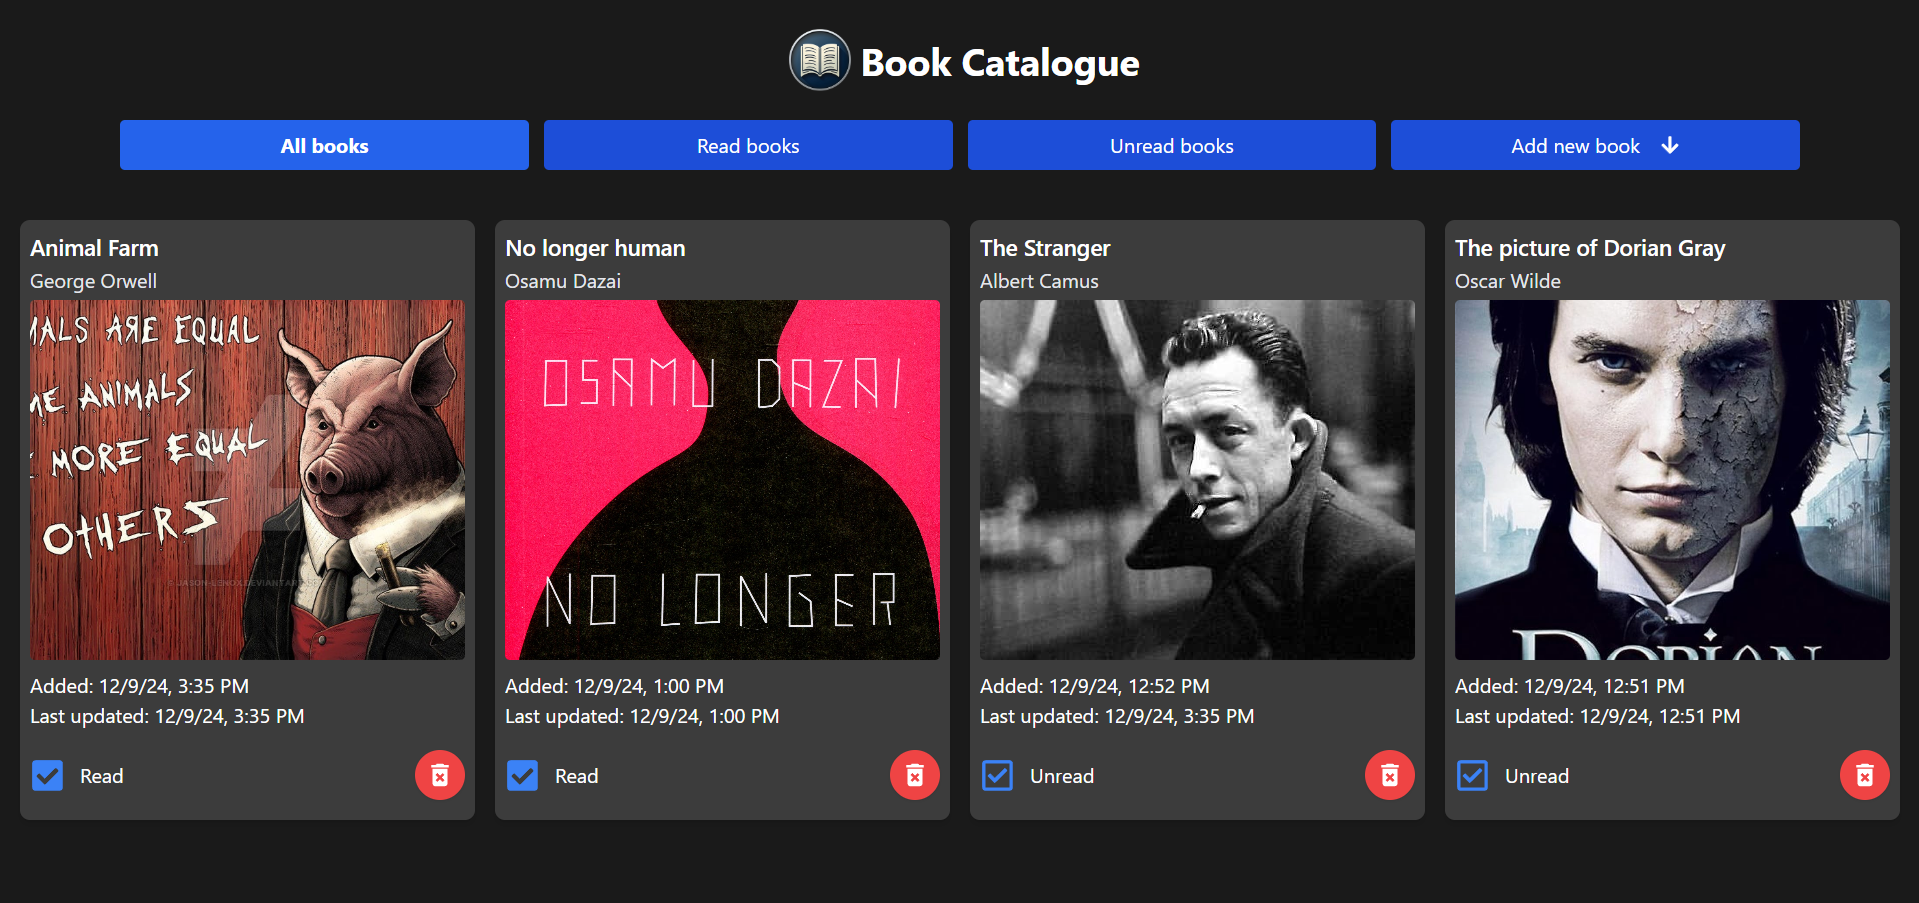 Book Catalogue
All books
Read books
Unread books
Add new book
Animal Farm
George Orwell
ARE EQUAL
ANIMALS
MORE EQUAL
OTHERS
Added: 12/9/24, 3:35 PM
Last updated: 12/9/24, 3:35 PM
Read
No longer human
Osamu Dazai
OSAMU DAZAI
NO LONGER
Added: 12/9/24, 1:00 PM
Last updated: 12/9/24, 1:00 PM
Read
The Stranger
Albert Camus
Added: 12/9/24, 12:52 PM
Last updated: 12/9/24, 3:35 PM
Unread
The picture of Dorian Gray
Oscar Wilde
DORIAN
Added: 12/9/24, 12:51 PM
Last updated: 12/9/24, 12:51 PM
Unread